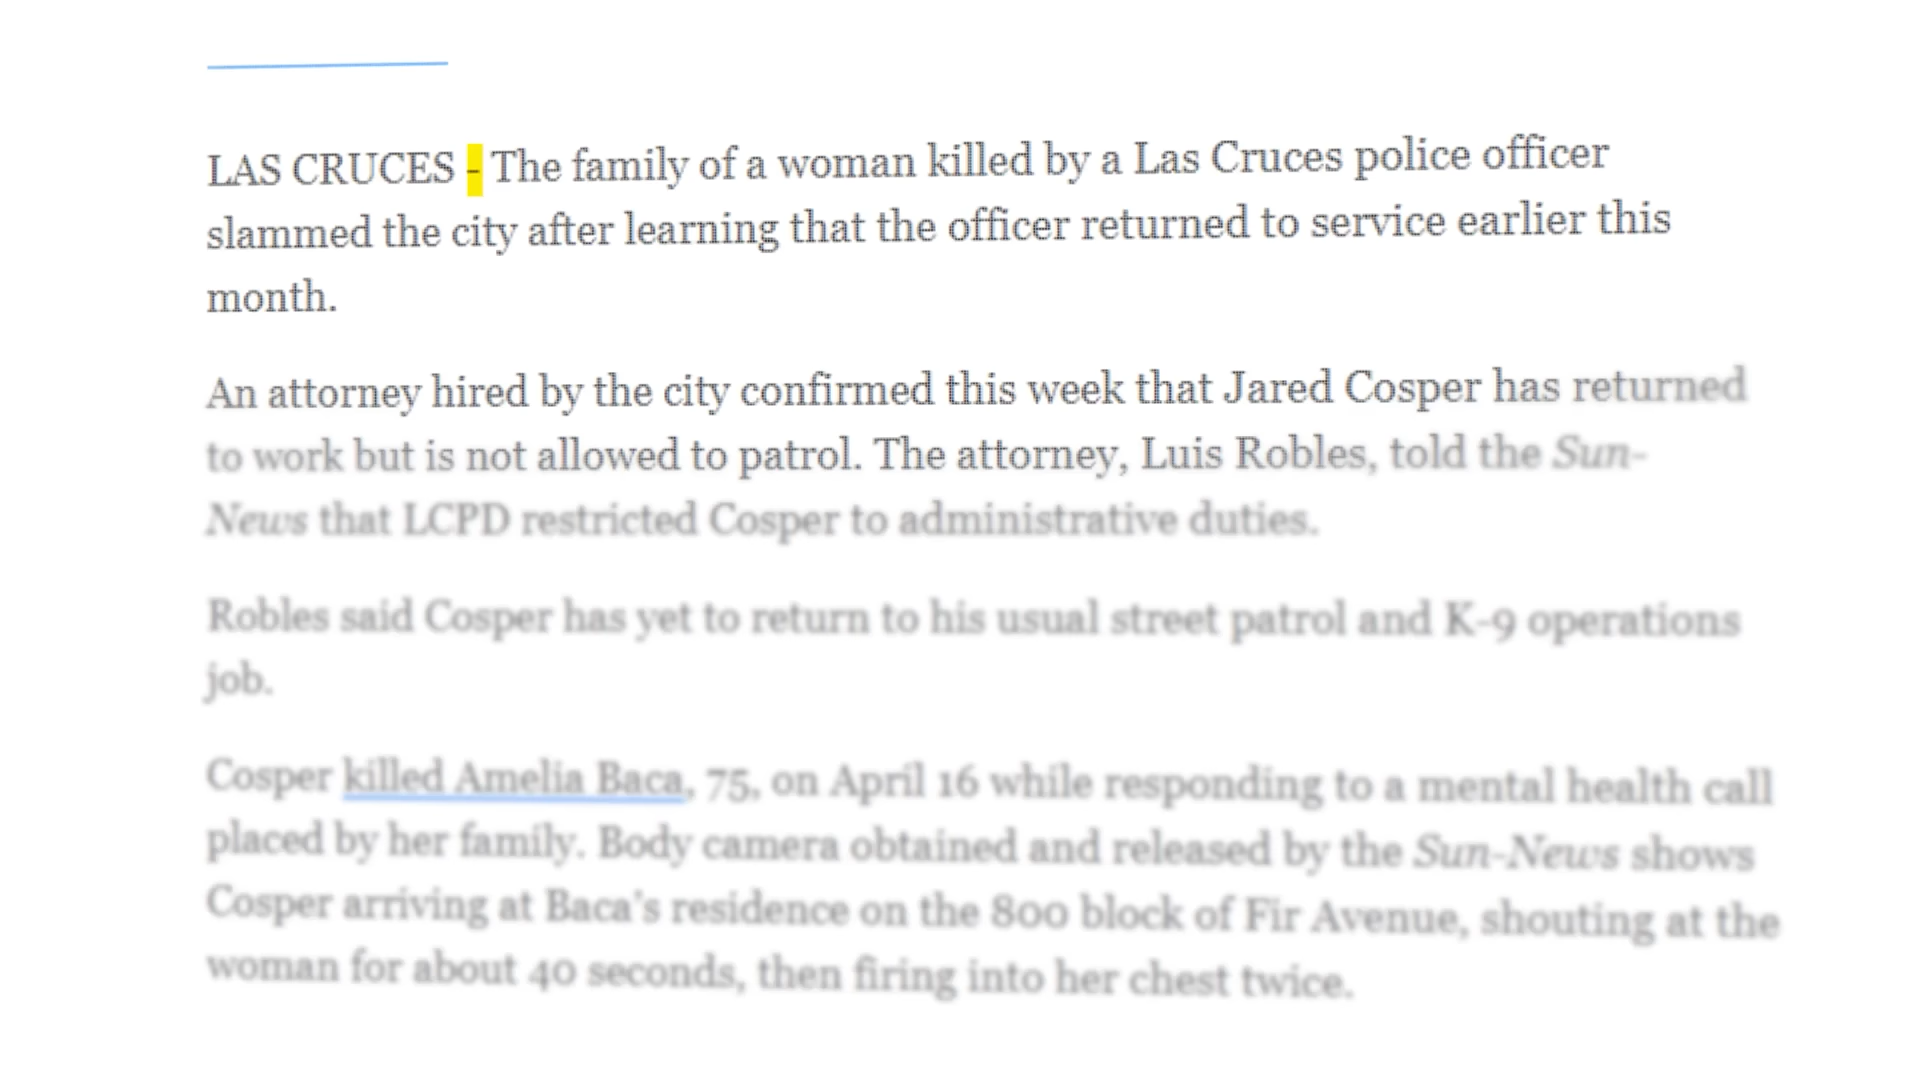 LAS CRUCES - The family of a woman killed by a Las Cruces police officer
slammed the city after learning that the officer returned to service earlier this
month.
An attorney hired by the city confirmed this week that Jared Cosper has returned
to work but is not allowed to patrol. The attorney, Luis Robles, told the Sun-
News that LCPD restricted Cosper to administrative duties.
Robles said Cosper has yet to return to his usual street patrol and K-9 operations
job.
Cosper killed Amelia Baca, 75, on April 16 while responding to a mental health call
placed by her family. Body camera obtained and released by the Sun-News shows
Cosper arriving at Baca's residence on the 800 block of Fir Avenue, shouting at the
woman for about 40 seconds, then firing into her chest twice.